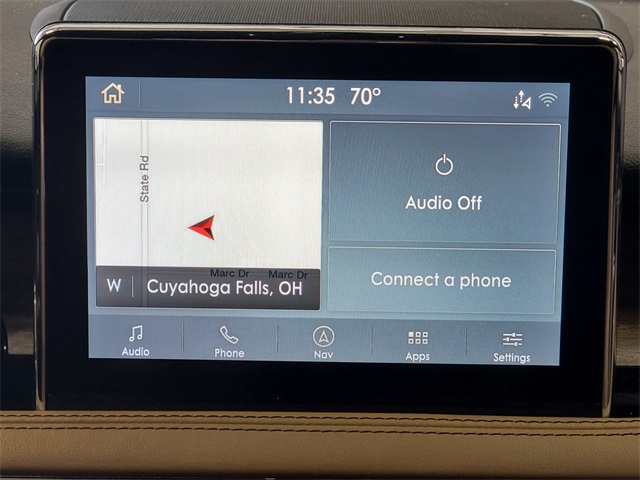 11:35 70°
State Rd
Audio Off
Marc Dr Marc Dr
W Cuyahoga Falls, OH
Connect a phone
Audio Phone Nav Apps Settings